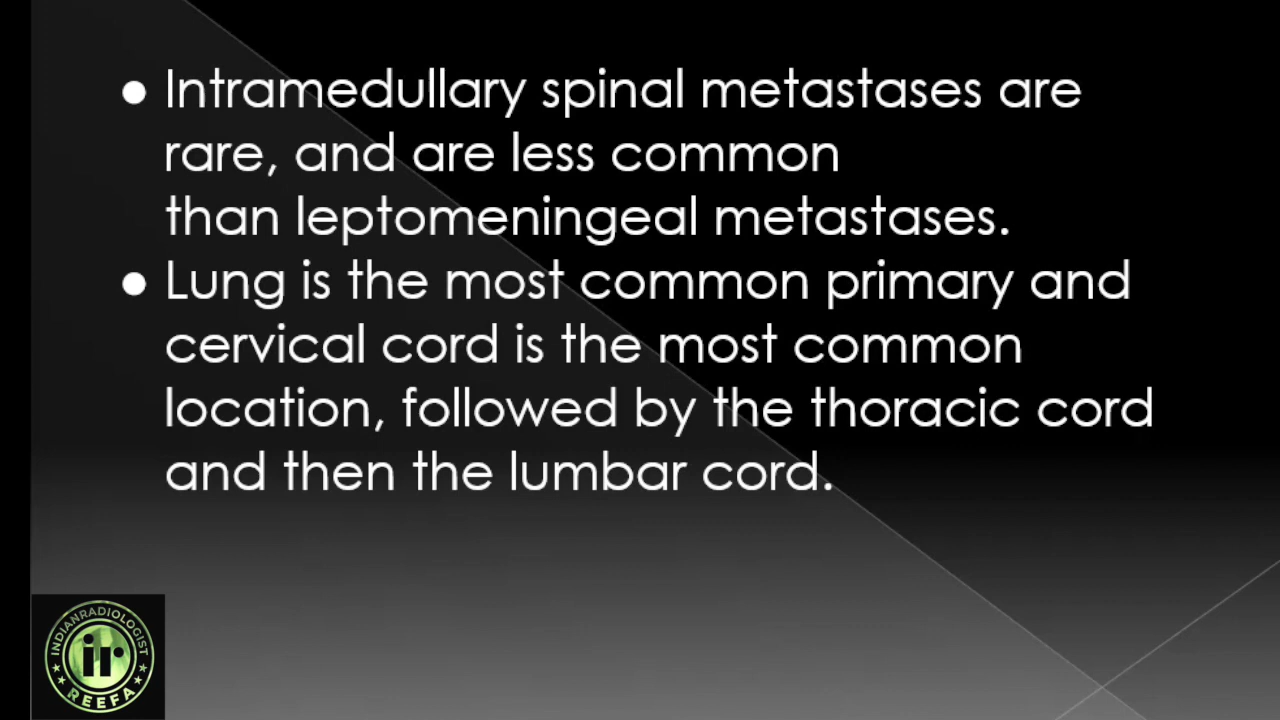 ● Intramedullary spinal metastases are
rare, and are less common
than leptomeningeal metastases.
● Lung is the most common primary and
cervical cord is the most common
location, followed by the thoracic cord
and then the lumbar cord.
INDIANRADIOLOGIST
ir
REEFA